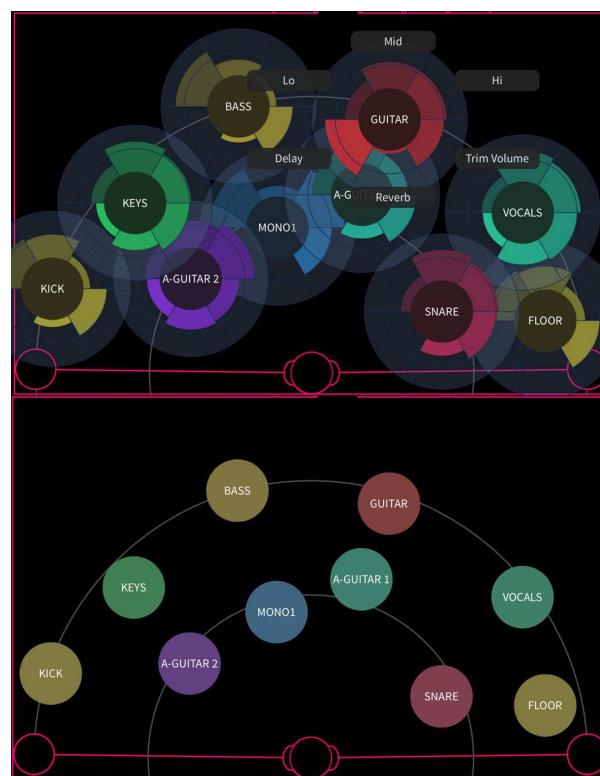 Mid
Lo
Hi
BASS
GUITAR
Delay
Trim Volume
A-GUITAR
Reverb
KEYS
VOCALS
MONO1
A-GUITAR 2
KICK
SNARE
FLOOR
BASS
GUITAR
A-GUITAR 1
KEYS
VOCALS
MONO1
A-GUITAR 2
KICK
SNARE
FLOOR